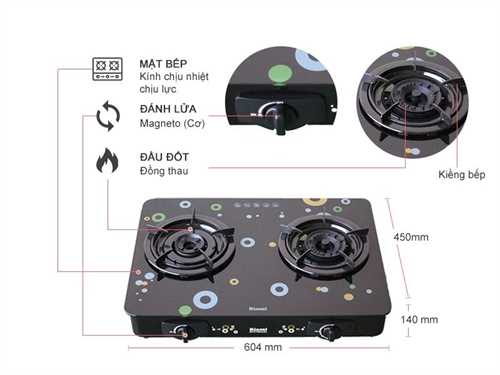 MẶT BẾP
Kính chịu nhiệt
chịu lực
ĐÁNH LỬA
Magneto (Cơ)
ĐẦU ĐỐT
Đồng thau
Kiềng bếp
450mm
140 mm
604 mm
Rinnai
Rinnai